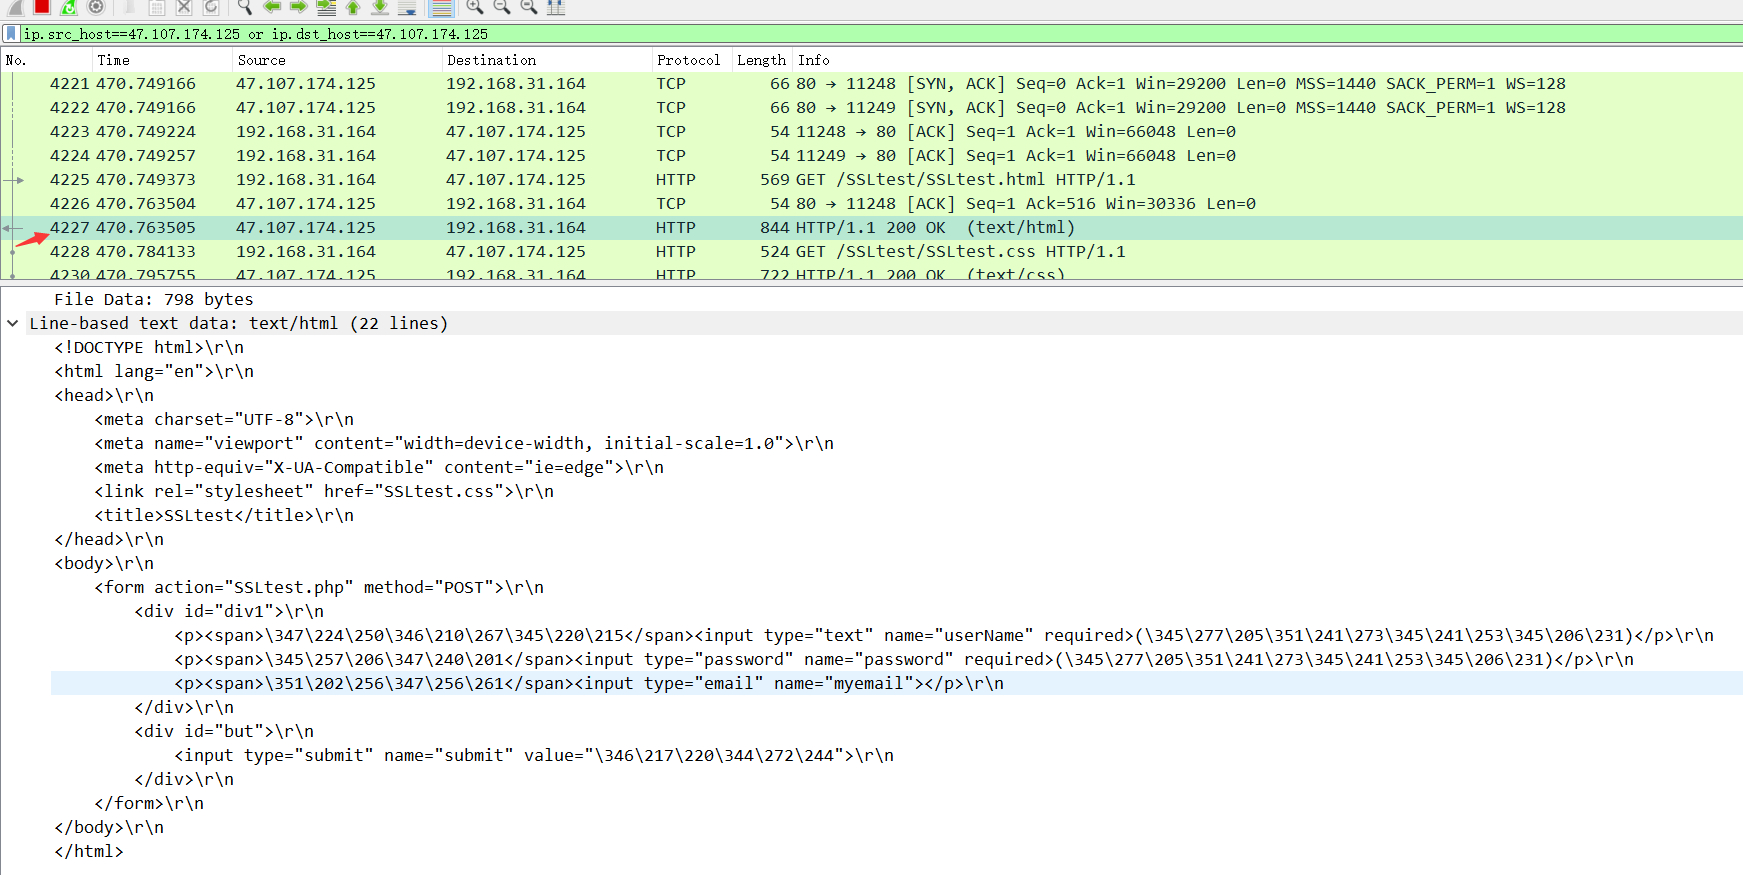 ip.src_host==47.107.174.125 or ip.dst_host==47.107.174.125
No. Time Source Destination Protocol Length Info
4221 470.749166 47.107.174.125 192.168.31.164 TCP 66 80 → 11248 [SYN, ACK] Seq=0 Ack=1 Win=29200 Len=0 MSS=1440 SACK_PERM=1 WS=128
4222 470.749166 47.107.174.125 192.168.31.164 TCP 66 80 → 11249 [SYN, ACK] Seq=0 Ack=1 Win=29200 Len=0 MSS=1440 SACK_PERM=1 WS=128
4223 470.749224 192.168.31.164 47.107.174.125 TCP 54 11248 → 80 [ACK] Seq=1 Ack=1 Win=66048 Len=0
4224 470.749257 192.168.31.164 47.107.174.125 TCP 54 11249 → 80 [ACK] Seq=1 Ack=1 Win=66048 Len=0
4225 470.749373 192.168.31.164 47.107.174.125 HTTP 569 GET /SSLtest/SSLtest.html HTTP/1.1
4226 470.763504 47.107.174.125 192.168.31.164 TCP 54 80 → 11248 [ACK] Seq=1 Ack=516 Win=30336 Len=0
4227 470.763505 47.107.174.125 192.168.31.164 HTTP 844 HTTP/1.1 200 OK  (text/html)
4228 470.784133 192.168.31.164 47.107.174.125 HTTP 524 GET /SSLtest/SSLtest.css HTTP/1.1
4230 470.795755 47.107.174.125 192.168.31.164 HTTP 722 HTTP/1.1 200 OK  (text/css)
File Data: 798 bytes
Line-based text data: text/html (22 lines)
<!DOCTYPE html>\r\n
<html lang="en">\r\n
<head>\r\n
    <meta charset="UTF-8">\r\n
    <meta name="viewport" content="width=device-width, initial-scale=1.0">\r\n
    <meta http-equiv="X-UA-Compatible" content="ie=edge">\r\n
    <link rel="stylesheet" href="SSLtest.css">\r\n
    <title>SSLtest</title>\r\n
</head>\r\n
<body>\r\n
    <form action="SSLtest.php" method="POST">\r\n
        <div id="div1">\r\n
            <p><span>\347\224\250\346\210\267\345\220\215</span><input type="text" name="userName" required>(\345\277\205\351\241\273\345\241\253\345\206\231)</p>\r\n
            <p><span>\345\257\206\347\240\201</span><input type="password" name="password" required>(\345\277\205\351\241\273\345\241\253\345\206\231)</p>\r\n
            <p><span>\351\202\256\347\256\261</span><input type="email" name="myemail"></p>\r\n
        </div>\r\n
        <div id="but">\r\n
            <input type="submit" name="submit" value="\346\217\220\344\272\244">\r\n
        </div>\r\n
    </form>\r\n
</body>\r\n
</html>